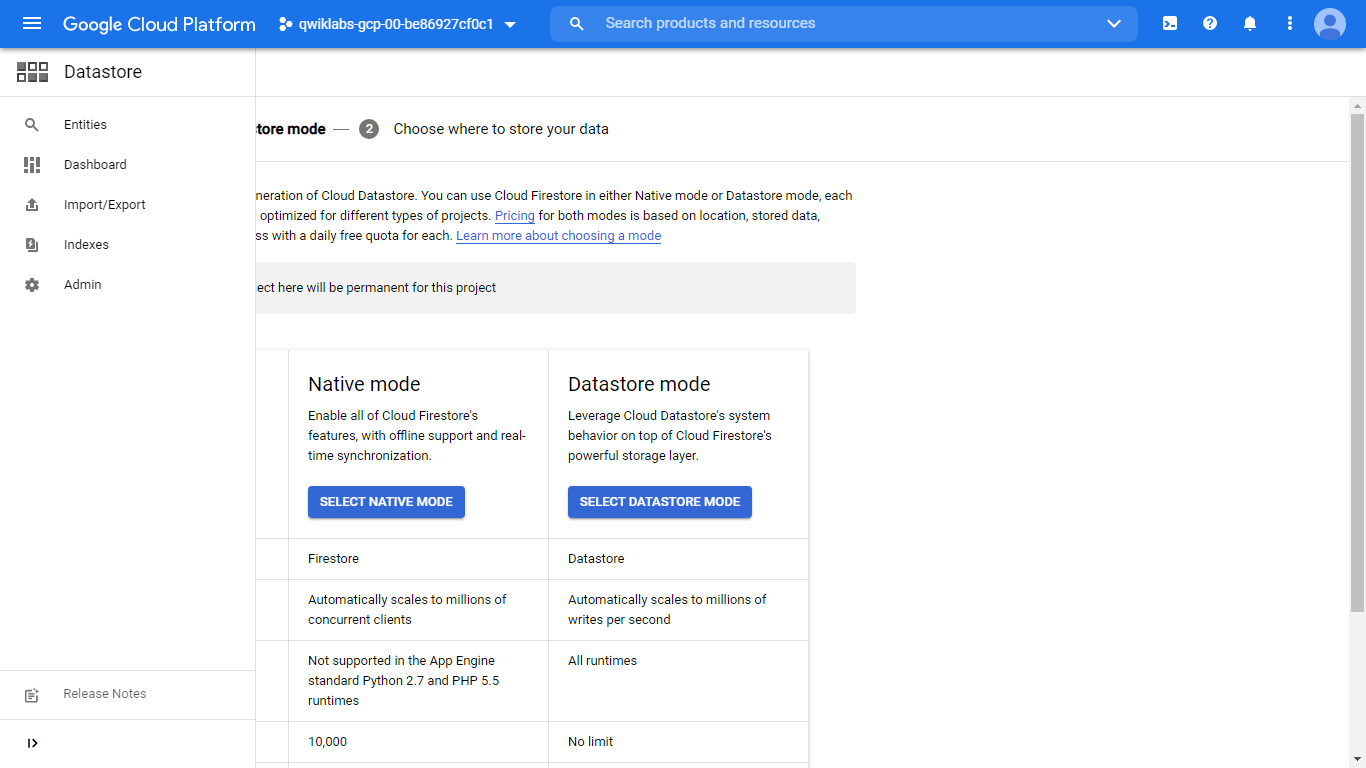 Google Cloud Platform
qwiklabs-gcp-00-be86927cf0c1
Search products and resources
Datastore
Entities
Dashboard
Import/Export
Indexes
Admin
Release Notes
tore mode — 2 Choose where to store your data
neration of Cloud Datastore. You can use Cloud Firestore in either Native mode or Datastore mode, each
optimized for different types of projects. Pricing for both modes is based on location, stored data,
ss with a daily free quota for each. Learn more about choosing a mode
ect here will be permanent for this project
Native mode
Enable all of Cloud Firestore's
features, with offline support and real-
time synchronization.
SELECT NATIVE MODE
Datastore mode
Leverage Cloud Datastore's system
behavior on top of Cloud Firestore's
powerful storage layer.
SELECT DATASTORE MODE
Firestore
Datastore
Automatically scales to millions of
concurrent clients
Automatically scales to millions of
writes per second
Not supported in the App Engine
standard Python 2.7 and PHP 5.5
runtimes
All runtimes
10,000
No limit